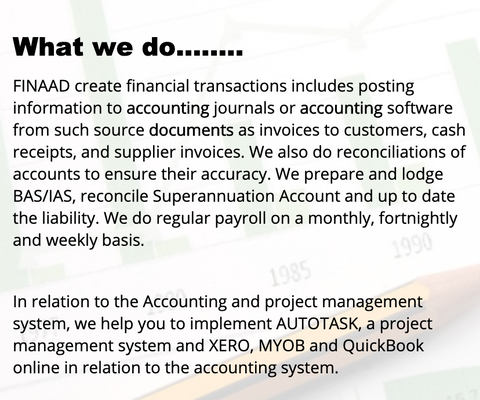 What we do........
FINAAD create financial transactions includes posting
information to accounting journals or accounting software
from such source documents as invoices to customers, cash
receipts, and supplier invoices. We also do reconciliations of
accounts to ensure their accuracy. We prepare and lodge
BAS/IAS, reconcile Superannuation Account and up to date
the liability. We do regular payroll on a monthly, fortnightly
and weekly basis.
1990
1985
In relation to the Accounting and project management
system, we help you to implement AUTOTASK, a project
management system and XERO, MYOB and QuickBook
online in relation to the accounting system.